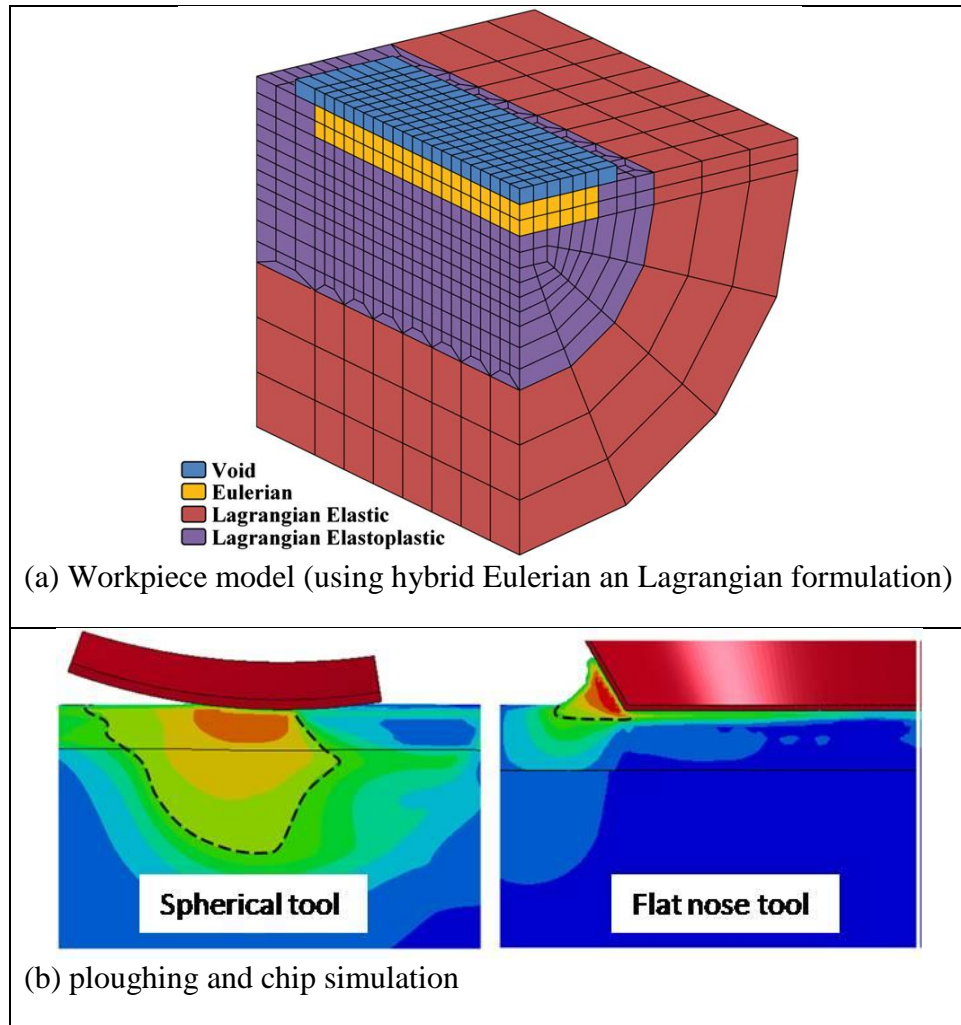 Void
Eulerian
Lagrangian Elastic
Lagrangian Elastoplastic
(a) Workpiece model (using hybrid Eulerian an Lagrangian formulation)
Spherical tool
Flat nose tool
(b) ploughing and chip simulation